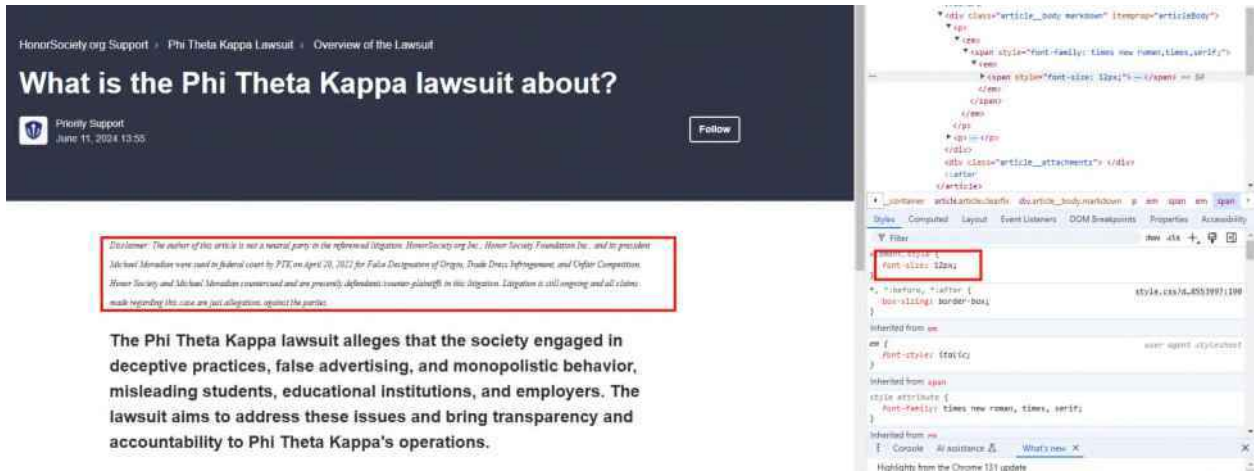 HonorSociety.org Support › Phi Theta Kappa Lawsuit › Overview of the Lawsuit
What is the Phi Theta Kappa lawsuit about?
Priority Support
June 11, 2024 13:55
Follow
Disclaimer: The author of this article is not a neutral party in the referenced litigation. HonorSociety.org Inc., Honor Society Foundation Inc., and its president
Michael Moradian were sued in federal court by PTK on April 20, 2022 for False Designation of Origin, Trade Dress Infringement, and Unfair Competition.
Honor Society and Michael Moradian countersued and are presently defendants/counter-plaintiffs in this litigation. Litigation is still ongoing and all claims
made regarding this case are just allegations against the parties.
The Phi Theta Kappa lawsuit alleges that the society engaged in
deceptive practices, false advertising, and monopolistic behavior,
misleading students, educational institutions, and employers. The
lawsuit aims to address these issues and bring transparency and
accountability to Phi Theta Kappa's operations.
<div class="article__body markdown" itemprop="articleBody">
<p>
<em>
<span style="font-family: times new roman,times,serif;">
<em>
<span style="font-size: 12px;"> … </span> ==
</em>
</span>
</em>
</p>
<p> … </p>
</div>
<div class="article__attachments"> </div>
::after
</article>
_container article.article.clearfix div.article__body.markdown p em span em span
Styles Computed Layout Event Listeners DOM Breakpoints Properties Accessibility
Filter :hov .cls +
element.style {
font-size: 12px;
}
*, *:before, *:after {
box-sizing: border-box;
}
Inherited from em
em { user agent stylesheet
font-style: italic;
}
Inherited from span
style attribute {
font-family: times new roman, times, serif;
}
Inherited from em
Console AI assistance What's new ×
Highlights from the Chrome 131 update